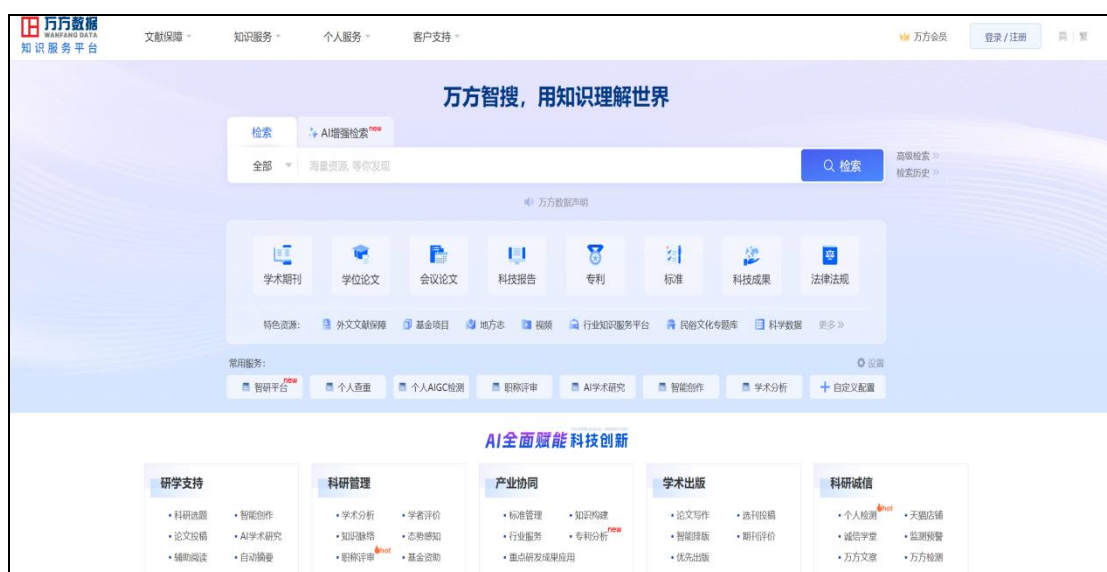 万方数据
WANFANG DATA
知识服务平台
文献保障 知识服务 个人服务 客户支持 万方会员 登录 / 注册 简 | 繁
万方智搜，用知识理解世界
检索 AI增强检索 new
全部 海量资源, 等你发现 检索 高级检索 >>
检索历史 >>
万方数据声明
学术期刊 学位论文 会议论文 科技报告 专利 标准 科技成果 法律法规
特色资源: 外文文献保障 基金项目 地方志 视频 行业知识服务平台 民俗文化专题库 科学数据 更多 >>
常用服务: 设置
智研平台 new 个人查重 个人AIGC检测 职称评审 AI学术研究 智能创作 学术分析 + 自定义配置
AI全面赋能科技创新
研学支持 科研管理 产业协同 学术出版 科研诚信
• 科研选题 • 智能创作 • 学术分析 • 学者评价 • 标准管理 • 知识构建 • 论文写作 • 选刊投稿 • 个人检测 hot • 天猫店铺
• 论文投稿 • AI学术研究 • 知识脉络 • 态势感知 • 行业服务 • 专利分析 new • 智能排版 • 期刊评价 • 诚信学堂 • 监测预警
• 辅助阅读 • 自动摘要 • 职称评审 hot • 基金资助 • 重点研发成果应用 • 优先出版 • 万方文察 • 万方检测